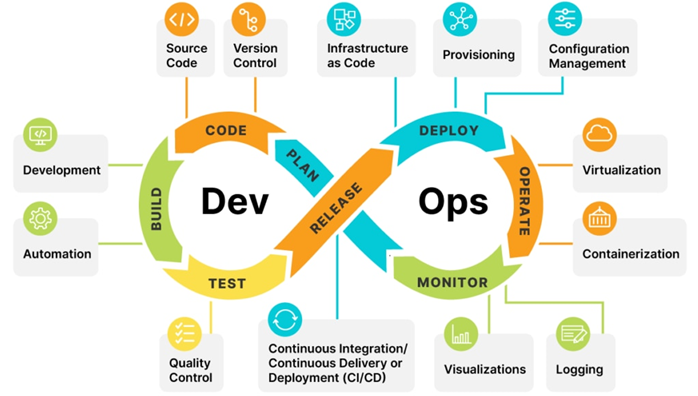 Source
Code
Version
Control
Infrastructure
as Code
Provisioning
Configuration
Management
CODE
PLAN
DEPLOY
Development
Virtualization
BUILD
Dev
RELEASE
Ops
OPERATE
Automation
Containerization
TEST
MONITOR
Quality
Control
Continuous Integration/
Continuous Delivery or
Deployment (CI/CD)
Visualizations
Logging